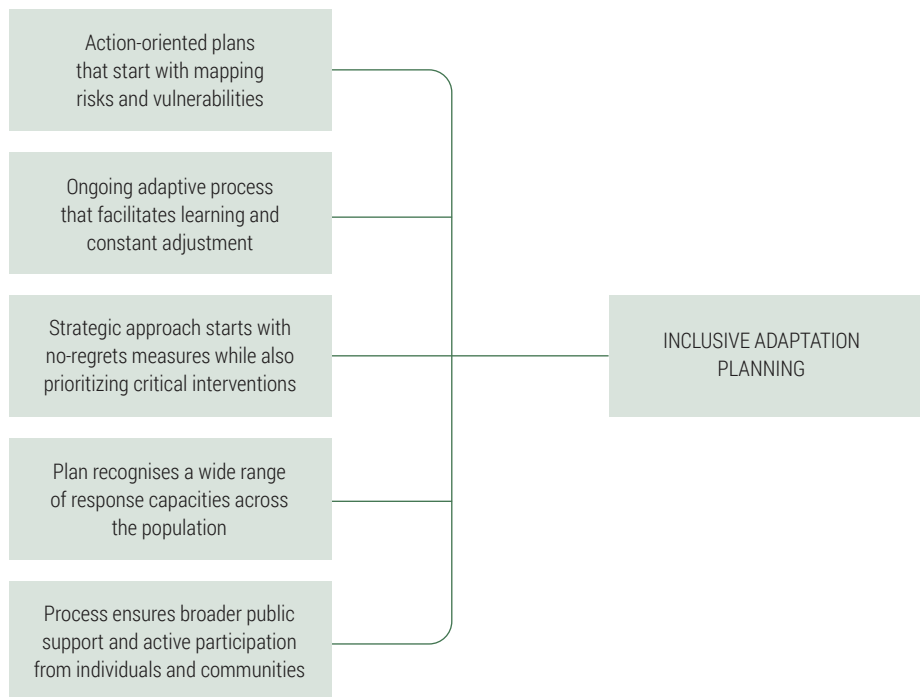 Action-oriented plans
that start with mapping
risks and vulnerabilities
Ongoing adaptive process
that facilitates learning and
constant adjustment
Strategic approach starts with
no-regrets measures while also
prioritizing critical interventions
Plan recognises a wide range
of response capacities across
the population
Process ensures broader public
support and active participation
from individuals and communities
INCLUSIVE ADAPTATION
PLANNING